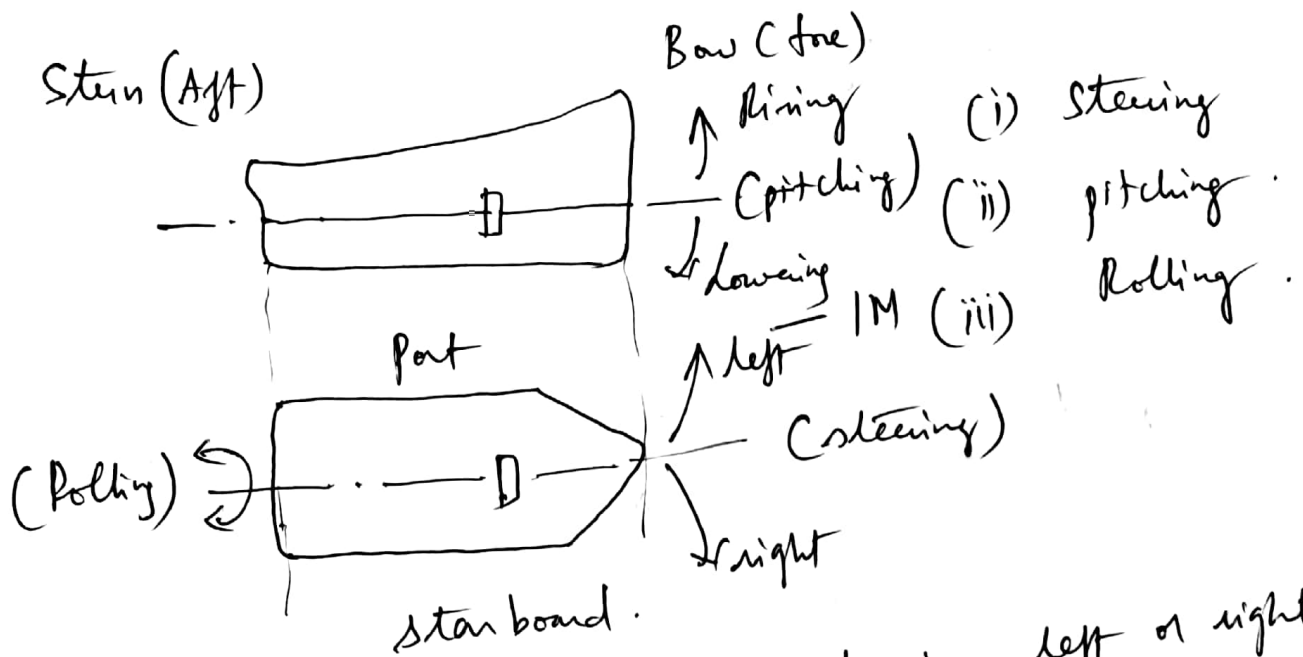 Bow (fore)
Stern (Aft)
Rising
(i) Steering
(pitching)
(ii) pitching.
Lowering
Rolling.
1M (iii)
Port
left
(steering)
(Rolling)
right
starboard.
left or right